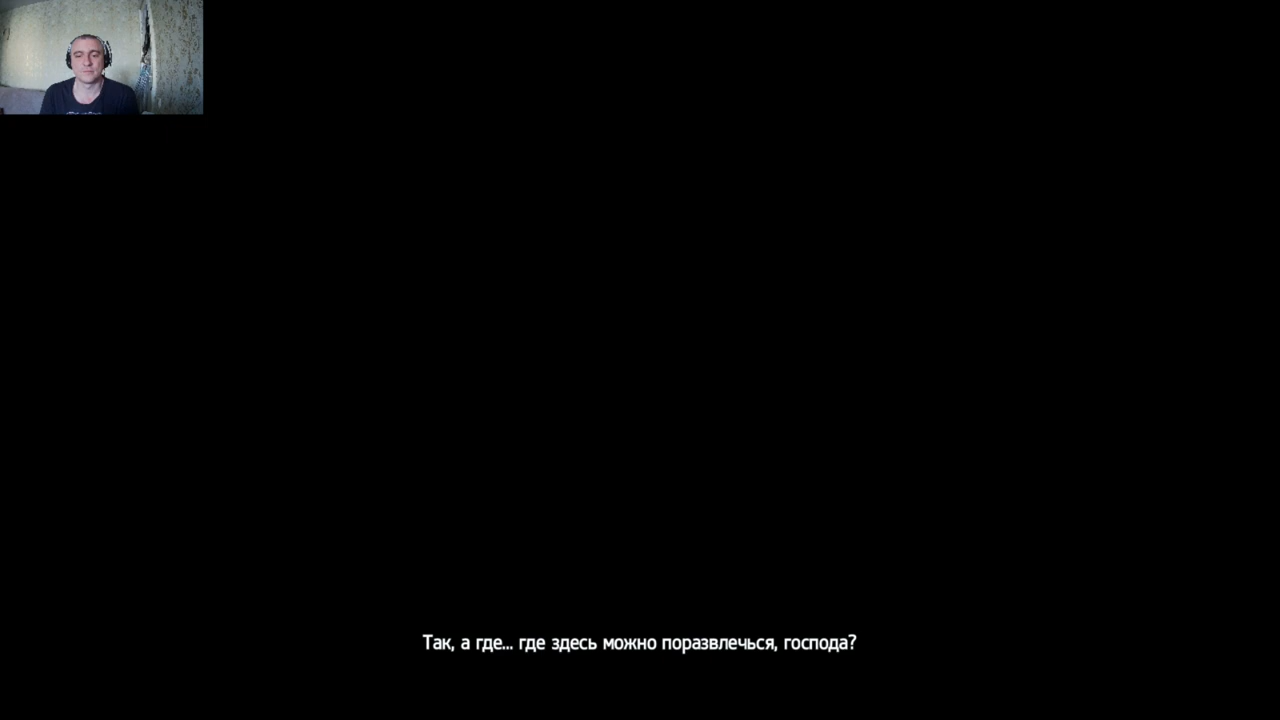 Так, а где... где здесь можно поразвлечься, господа?